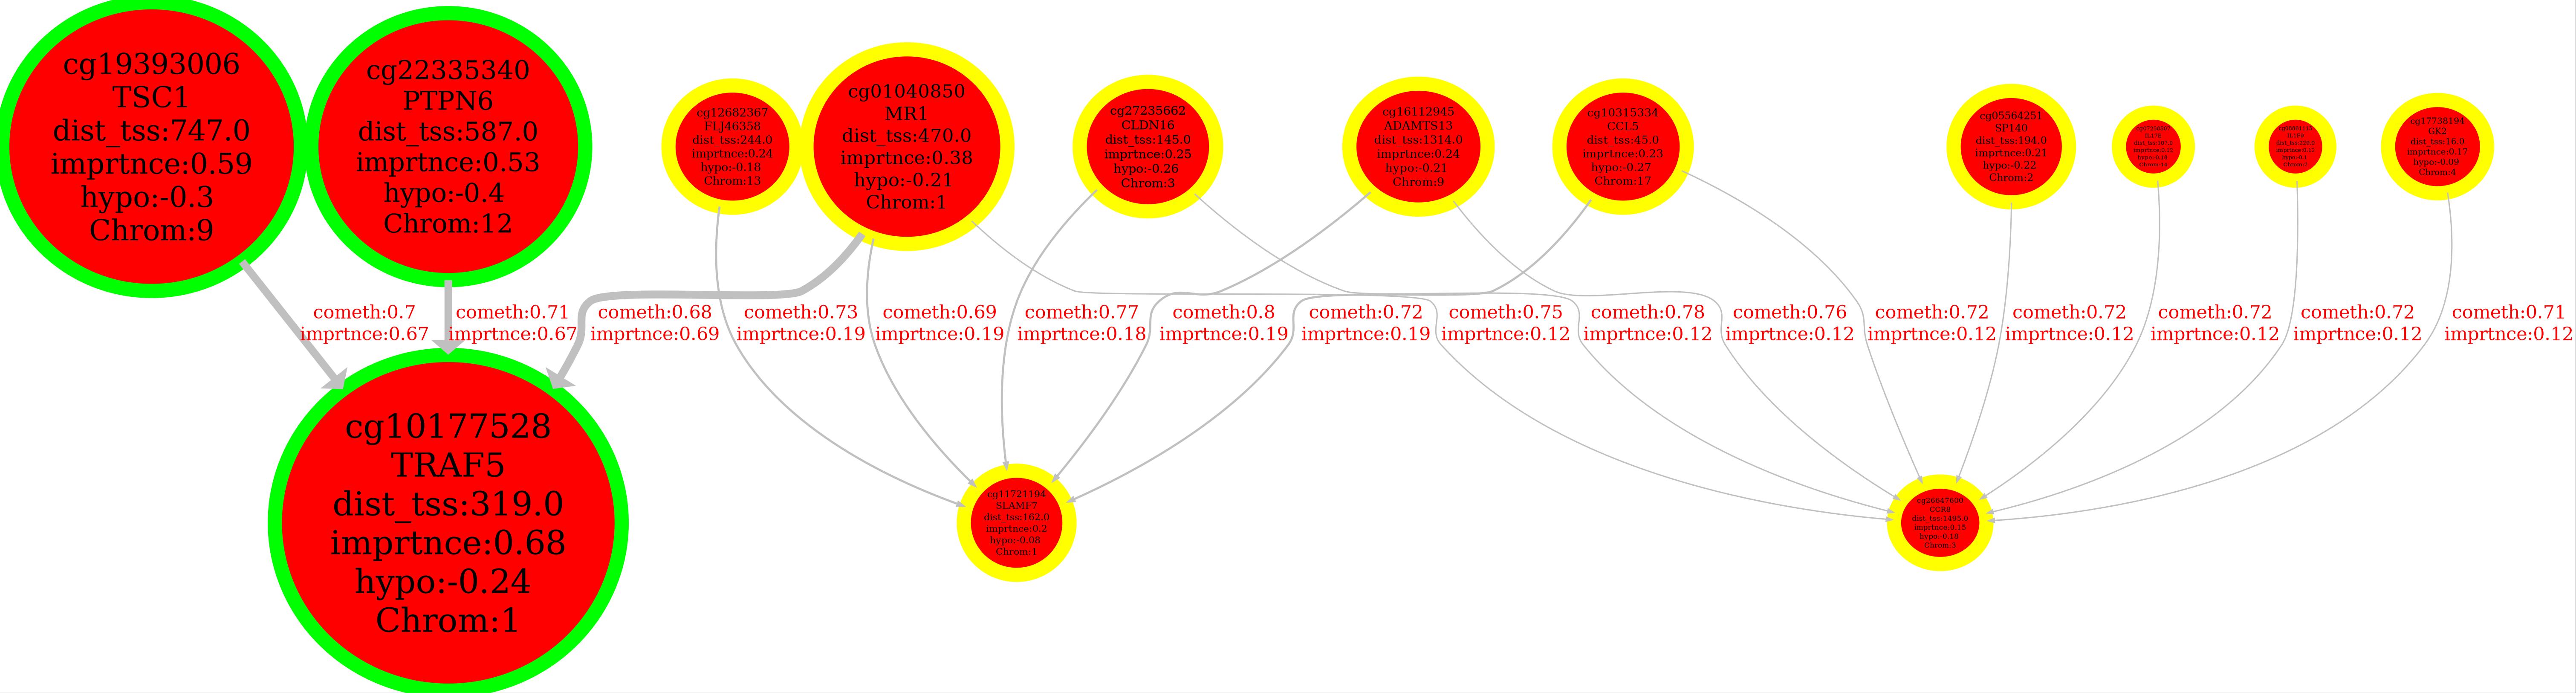 cg19393006
TSC1
dist_tss:747.0
imprtnce:0.59
hypo:-0.3
Chrom:9
cg22335340
PTPN6
dist_tss:587.0
imprtnce:0.53
hypo:-0.4
Chrom:12
cg12682367
FLJ46358
dist_tss:244.0
imprtnce:0.24
hypo:-0.18
Chrom:13
cg01040850
MR1
dist_tss:470.0
imprtnce:0.38
hypo:-0.21
Chrom:1
cg27235662
CLDN16
dist_tss:145.0
imprtnce:0.25
hypo:-0.26
Chrom:3
cg16112945
ADAMTS13
dist_tss:1314.0
imprtnce:0.24
hypo:-0.21
Chrom:9
cg10315334
CCL5
dist_tss:45.0
imprtnce:0.23
hypo:-0.27
Chrom:17
cg05564251
SP140
dist_tss:194.0
imprtnce:0.21
hypo:-0.22
Chrom:2
imprtnce:0.12
imprtnce:0.12
cg17738194
GK2
dist_tss:16.0
imprtnce:0.17
hypo:-0.09
Chrom:4
cometh:0.7
imprtnce:0.67
cometh:0.71
imprtnce:0.67
cometh:0.68
imprtnce:0.69
cometh:0.73
imprtnce:0.19
cometh:0.69
imprtnce:0.19
cometh:0.77
imprtnce:0.18
cometh:0.8
imprtnce:0.19
cometh:0.72
imprtnce:0.19
cometh:0.75
imprtnce:0.12
cometh:0.78
imprtnce:0.12
cometh:0.76
imprtnce:0.12
cometh:0.72
imprtnce:0.12
cometh:0.72
imprtnce:0.12
cometh:0.72
imprtnce:0.12
cometh:0.72
imprtnce:0.12
cometh:0.71
imprtnce:0.12
cg10177528
TRAF5
dist_tss:319.0
imprtnce:0.68
hypo:-0.24
Chrom:1
cg11721194
SLAMF7
dist_tss:162.0
imprtnce:0.2
hypo:-0.08
Chrom:1
CCR8
dist_tss:1495.0
imprtnce:0.15
hypo:-0.18
Chrom:3